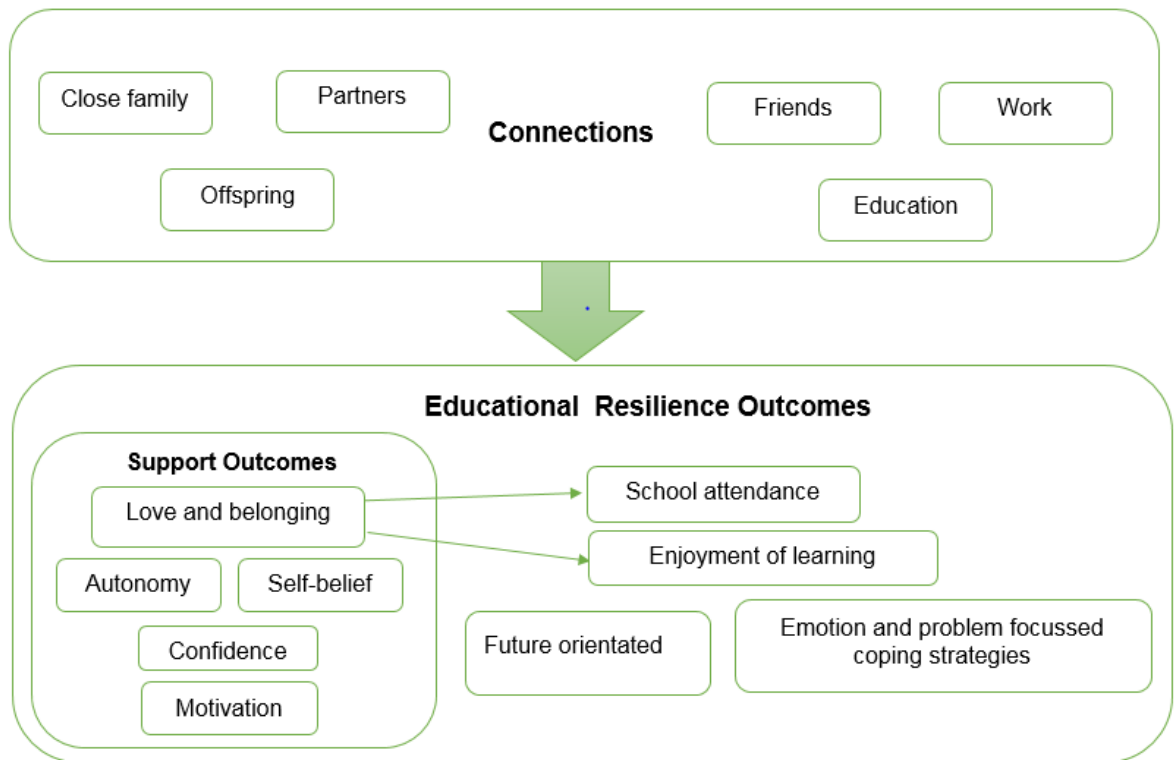 Close family
Partners
Connections
Friends
Work
Offspring
Education
Educational  Resilience Outcomes
Support Outcomes
Love and belonging
School attendance
Enjoyment of learning
Autonomy
Self-belief
Future orientated
Emotion and problem focussed
coping strategies
Confidence
Motivation